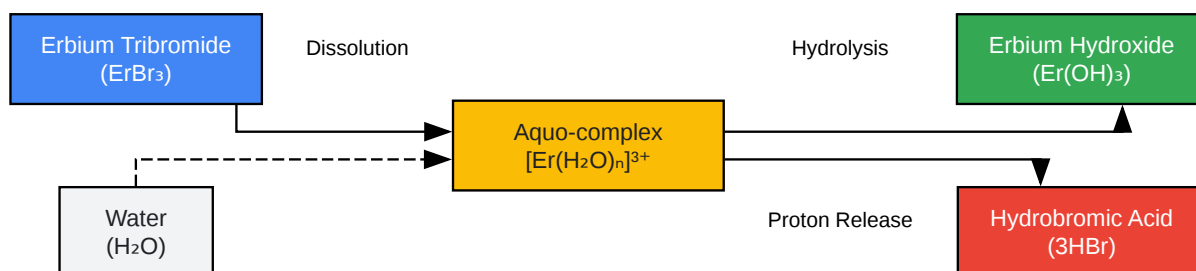 Erbium Tribromide
(ErBr₃)
Dissolution
Hydrolysis
Erbium Hydroxide
(Er(OH)₃)
Aquo-complex
[Er(H₂O)ₙ]³⁺
Water
(H₂O)
Proton Release
Hydrobromic Acid
(3HBr)